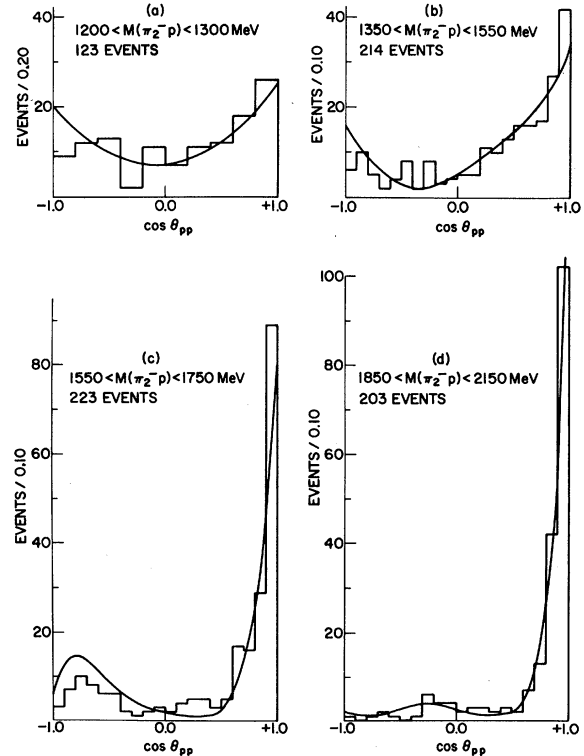 (a)
1200 < M(π₂⁻p) < 1300 MeV
123 EVENTS
EVENTS / 0.20
40
20
-1.0
0.0
+1.0
cos θpp
(b)
1350 < M(π₂⁻p) < 1550 MeV
214 EVENTS
EVENTS / 0.10
40
20
-1.0
0.0
+1.0
cos θpp
(c)
1550 < M(π₂⁻p) < 1750 MeV
223 EVENTS
EVENTS / 0.10
80
60
40
20
-1.0
0.0
+1.0
cos θpp
(d)
1850 < M(π₂⁻p) < 2150 MeV
203 EVENTS
EVENTS / 0.10
100
80
60
40
20
-1.0
0.0
+1.0
cos θpp